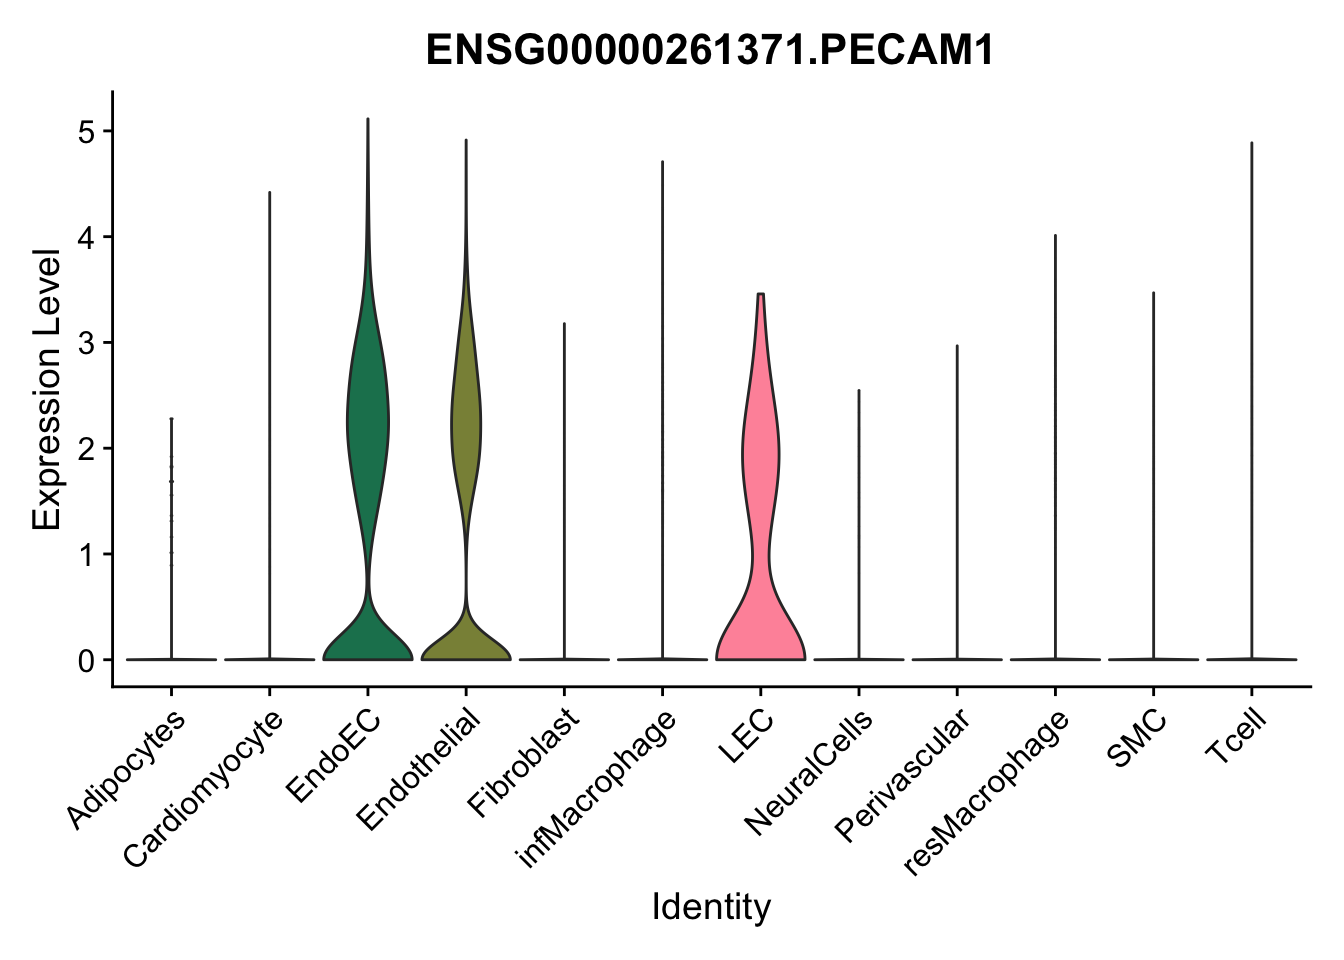 ENSG00000261371.PECAM1
Expression Level
5
4
3
2
1
0
Adipocytes
Cardiomyocyte
EndoEC
Endothelial
Fibroblast
infMacrophage
LEC
NeuralCells
Perivascular
resMacrophage
SMC
Tcell
Identity